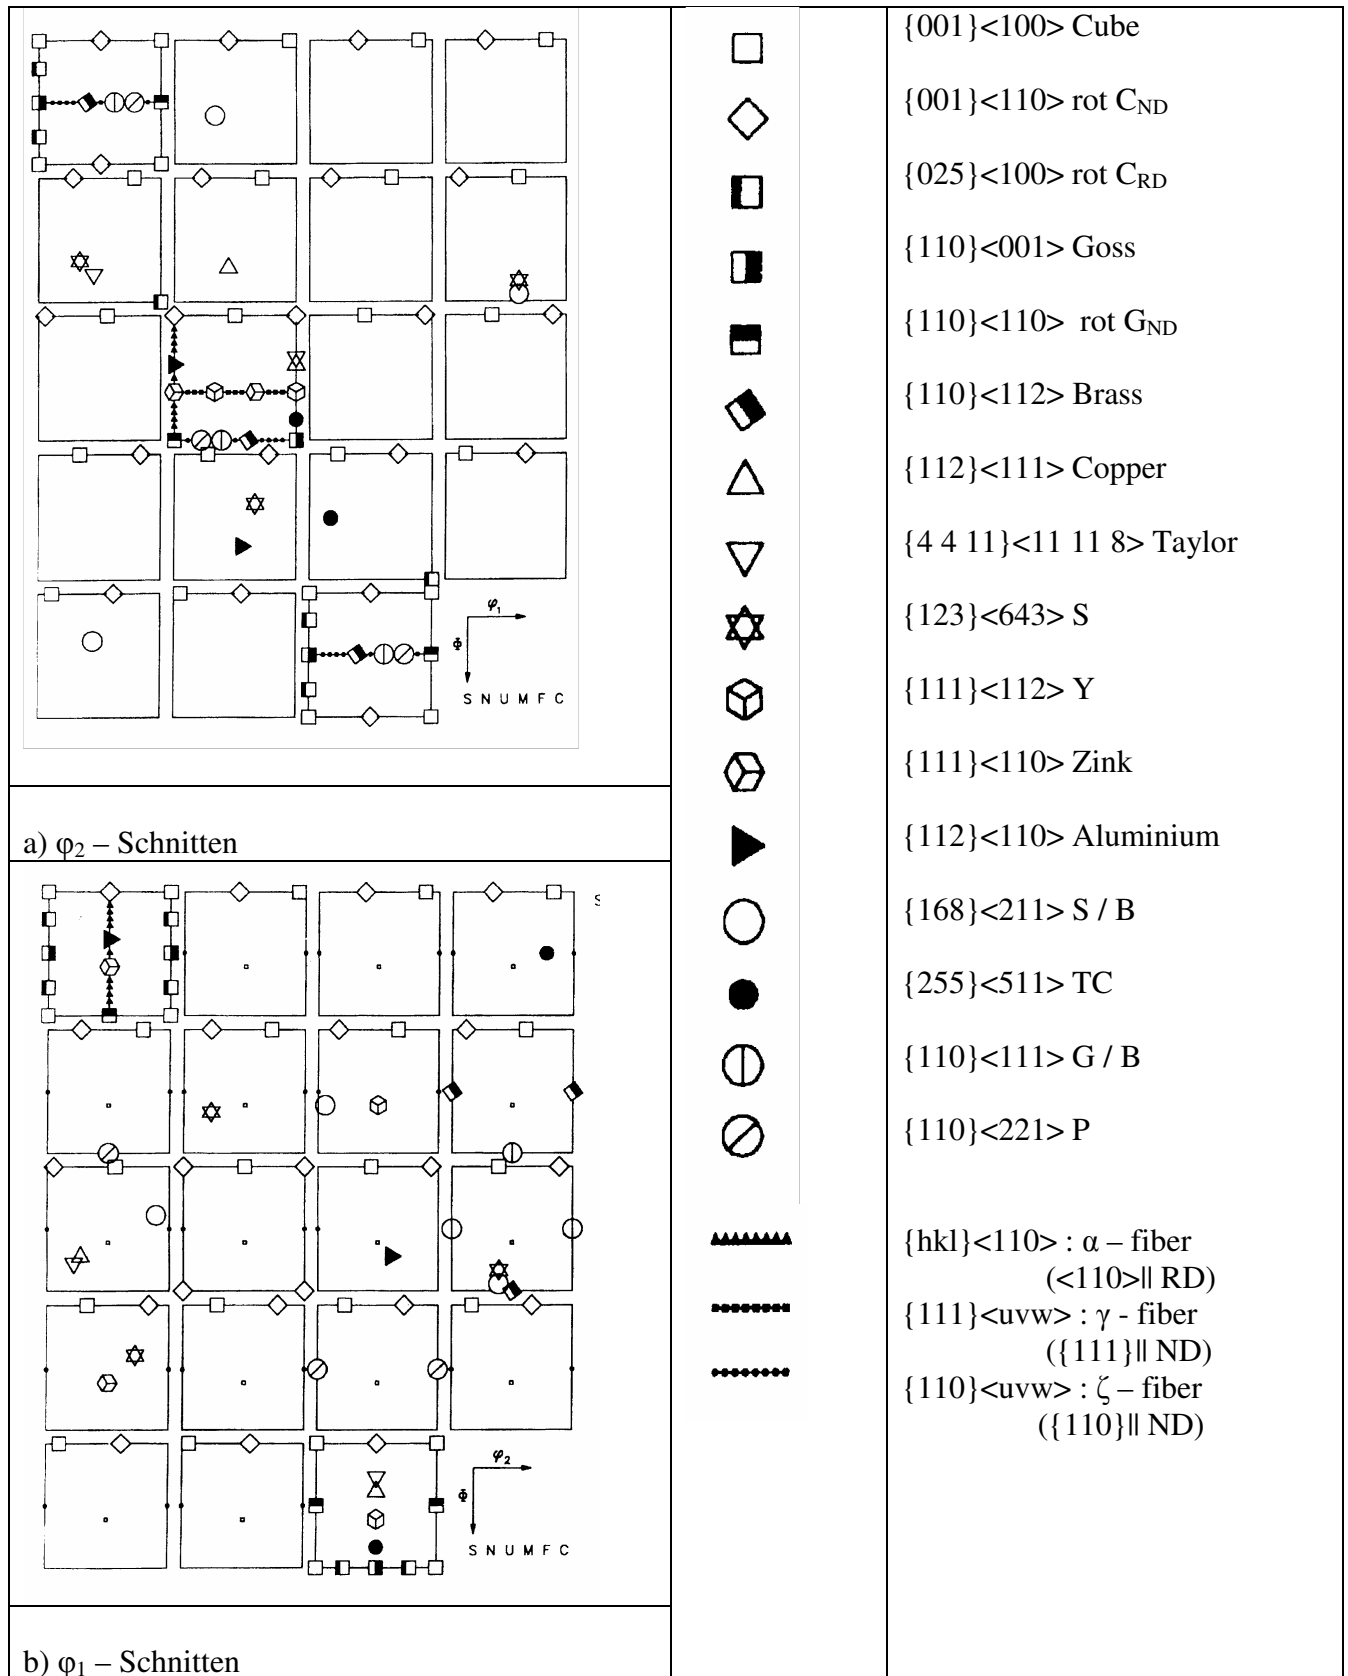 φ₁
Φ
S N U M F C
a) φ₂ – Schnitten
S
φ₂
Φ
S N U M F C
b) φ₁ – Schnitten
{001}<100> Cube
{001}<110> rot C_ND
{025}<100> rot C_RD
{110}<001> Goss
{110}<110> rot G_ND
{110}<112> Brass
{112}<111> Copper
{4 4 11}<11 11 8> Taylor
{123}<643> S
{111}<112> Y
{111}<110> Zink
{112}<110> Aluminium
{168}<211> S / B
{255}<511> TC
{110}<111> G / B
{110}<221> P
{hkl}<110> : α – fiber
(<110>ll RD)
{111}<uvw> : γ - fiber
({111}ll ND)
{110}<uvw> : ζ – fiber
({110}ll ND)